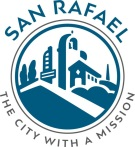 SAN RAFAEL
THE CITY WITH A MISSION